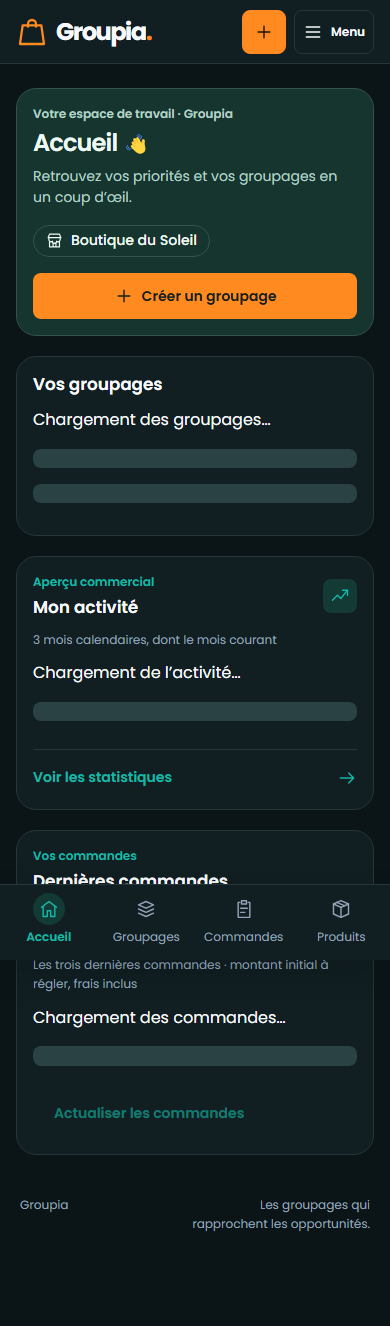 Groupia.
Menu
Votre espace de travail · Groupia
Accueil 👋
Retrouvez vos priorités et vos groupages en
un coup d’œil.
Boutique du Soleil
Créer un groupage
Vos groupages
Chargement des groupages…
Aperçu commercial
Mon activité
3 mois calendaires, dont le mois courant
Chargement de l’activité…
Voir les statistiques
Vos commandes
Dernières commandes
Accueil
Groupages
Commandes
Produits
Les trois dernières commandes · montant initial à
régler, frais inclus
Chargement des commandes…
Actualiser les commandes
Groupia
Les groupages qui
rapprochent les opportunités.